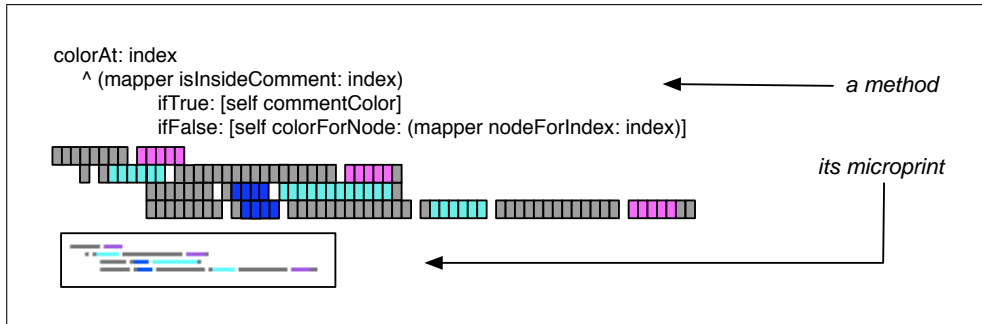 colorAt: index
^ (mapper isInsideComment: index)
a method
ifTrue: [self commentColor]
ifFalse: [self colorForNode: (mapper nodeForIndex: index)]
its microprint